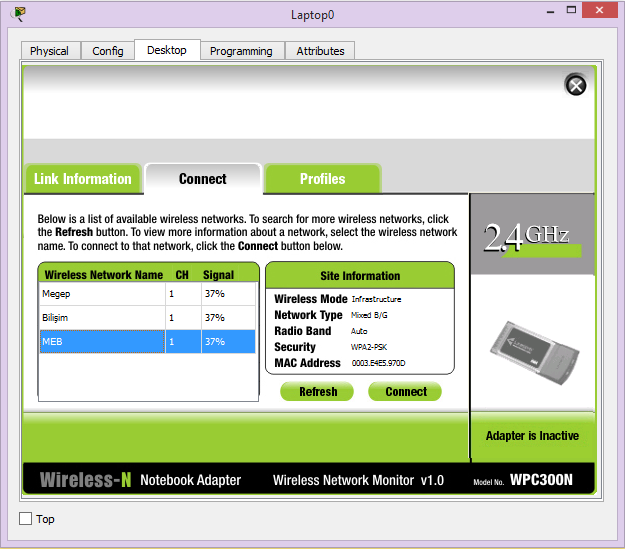 Laptop0
Physical Config Desktop Programming Attributes
Link Information Connect Profiles
Below is a list of available wireless networks. To search for more wireless networks, click
the Refresh button. To view more information about a network, select the wireless network
name. To connect to that network, click the Connect button below.
2,4GHz
Wireless Network Name CH Signal
Megep 1 37%
Bilişim 1 37%
MEB 1 37%
Site Information
Wireless Mode Infrastructure
Network Type Mixed B/G
Radio Band Auto
Security WPA2-PSK
MAC Address 0003.E4E5.970D
Refresh Connect
Adapter is Inactive
Wireless-N Notebook Adapter Wireless Network Monitor v1.0 Model No. WPC300N
Top